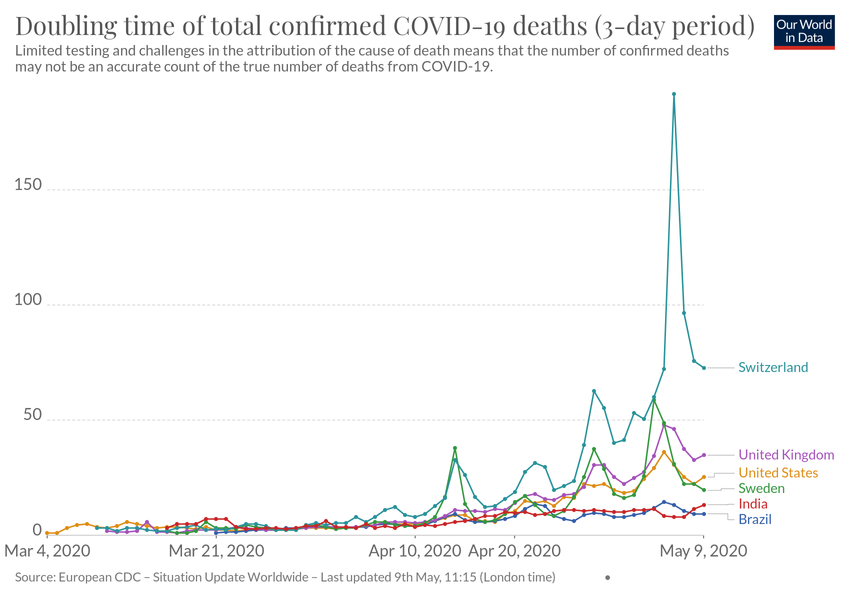 Doubling time of total confirmed COVID-19 deaths (3-day period)
Our World
in Data
Limited testing and challenges in the attribution of the cause of death means that the number of confirmed deaths
may not be an accurate count of the true number of deaths from COVID-19.
150
100
50
0
Switzerland
United Kingdom
United States
Sweden
India
Brazil
Mar 4, 2020
Mar 21, 2020
Apr 10, 2020
Apr 20, 2020
May 9, 2020
Source: European CDC – Situation Update Worldwide – Last updated 9th May, 11:15 (London time)